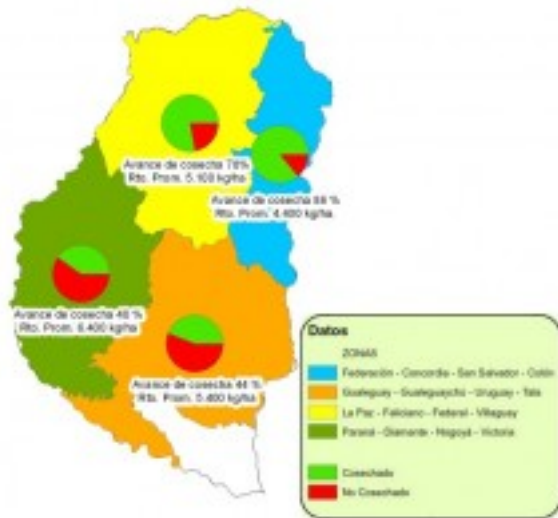 Avance de cosecha 78%
Rto. Prom. 5.100 kg/ha
Avance de cosecha 88 %
Rto. Prom. 4.400 kg/ha
Avance de cosecha 40 %
Rto. Prom. 6.400 kg/ha
Avance de cosecha 44 %
Rto. Prom. 5.400 kg/ha
Datos
ZONAS
Federación - Concordia - San Salvador - Colón
Gualeguay - Gualeguaychú - Uruguay - Tala
La Paz - Feliciano - Federal - Villaguay
Paraná - Diamante - Nogoyá - Victoria
Cosechado
No Cosechado